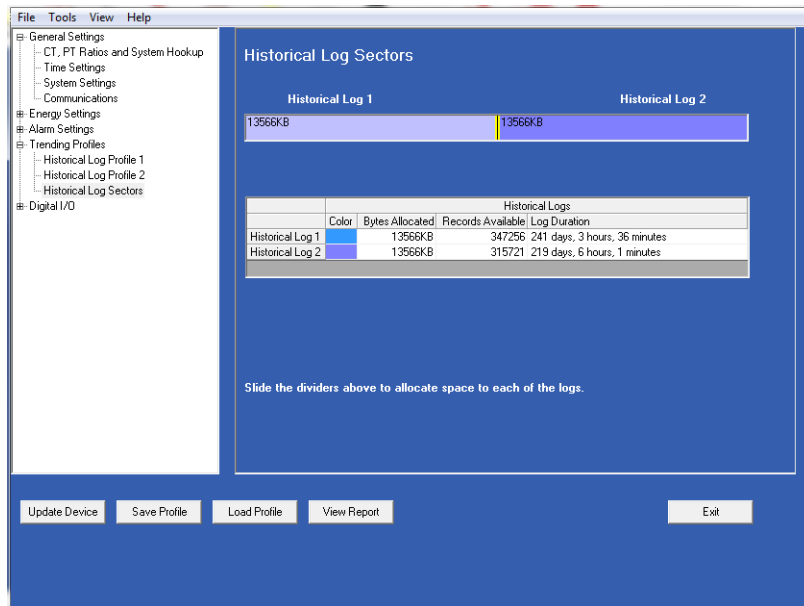 File Tools View Help
General Settings
CT, PT Ratios and System Hookup
Time Settings
System Settings
Communications
Energy Settings
Alarm Settings
Trending Profiles
Historical Log Profile 1
Historical Log Profile 2
Historical Log Sectors
Digital I/O
Historical Log Sectors
Historical Log 1 Historical Log 2
13566KB 13566KB
Historical Logs
Color Bytes Allocated Records Available Log Duration
Historical Log 1 13566KB 347256 241 days, 3 hours, 36 minutes
Historical Log 2 13566KB 315721 219 days, 6 hours, 1 minutes
Slide the dividers above to allocate space to each of the logs.
Update Device Save Profile Load Profile View Report Exit